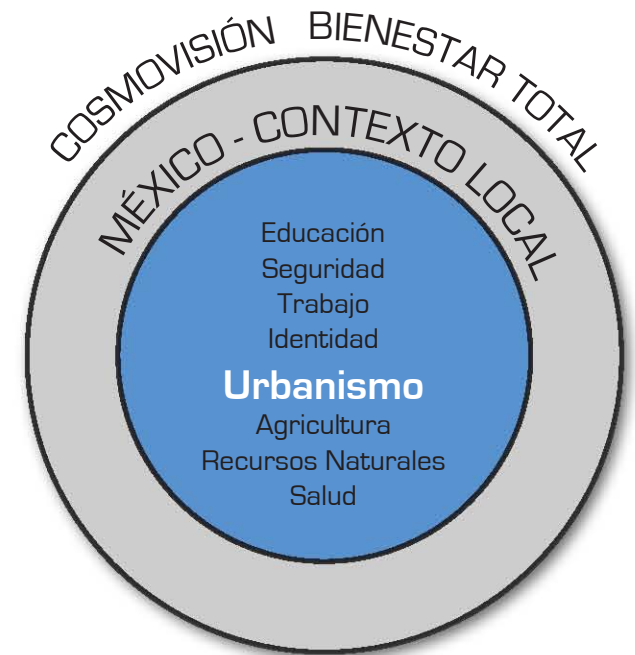 COSMOVISIÓN BIENESTAR TOTAL
MÉXICO - CONTEXTO LOCAL
Educación
Seguridad
Trabajo
Identidad
Urbanismo
Agricultura
Recursos Naturales
Salud